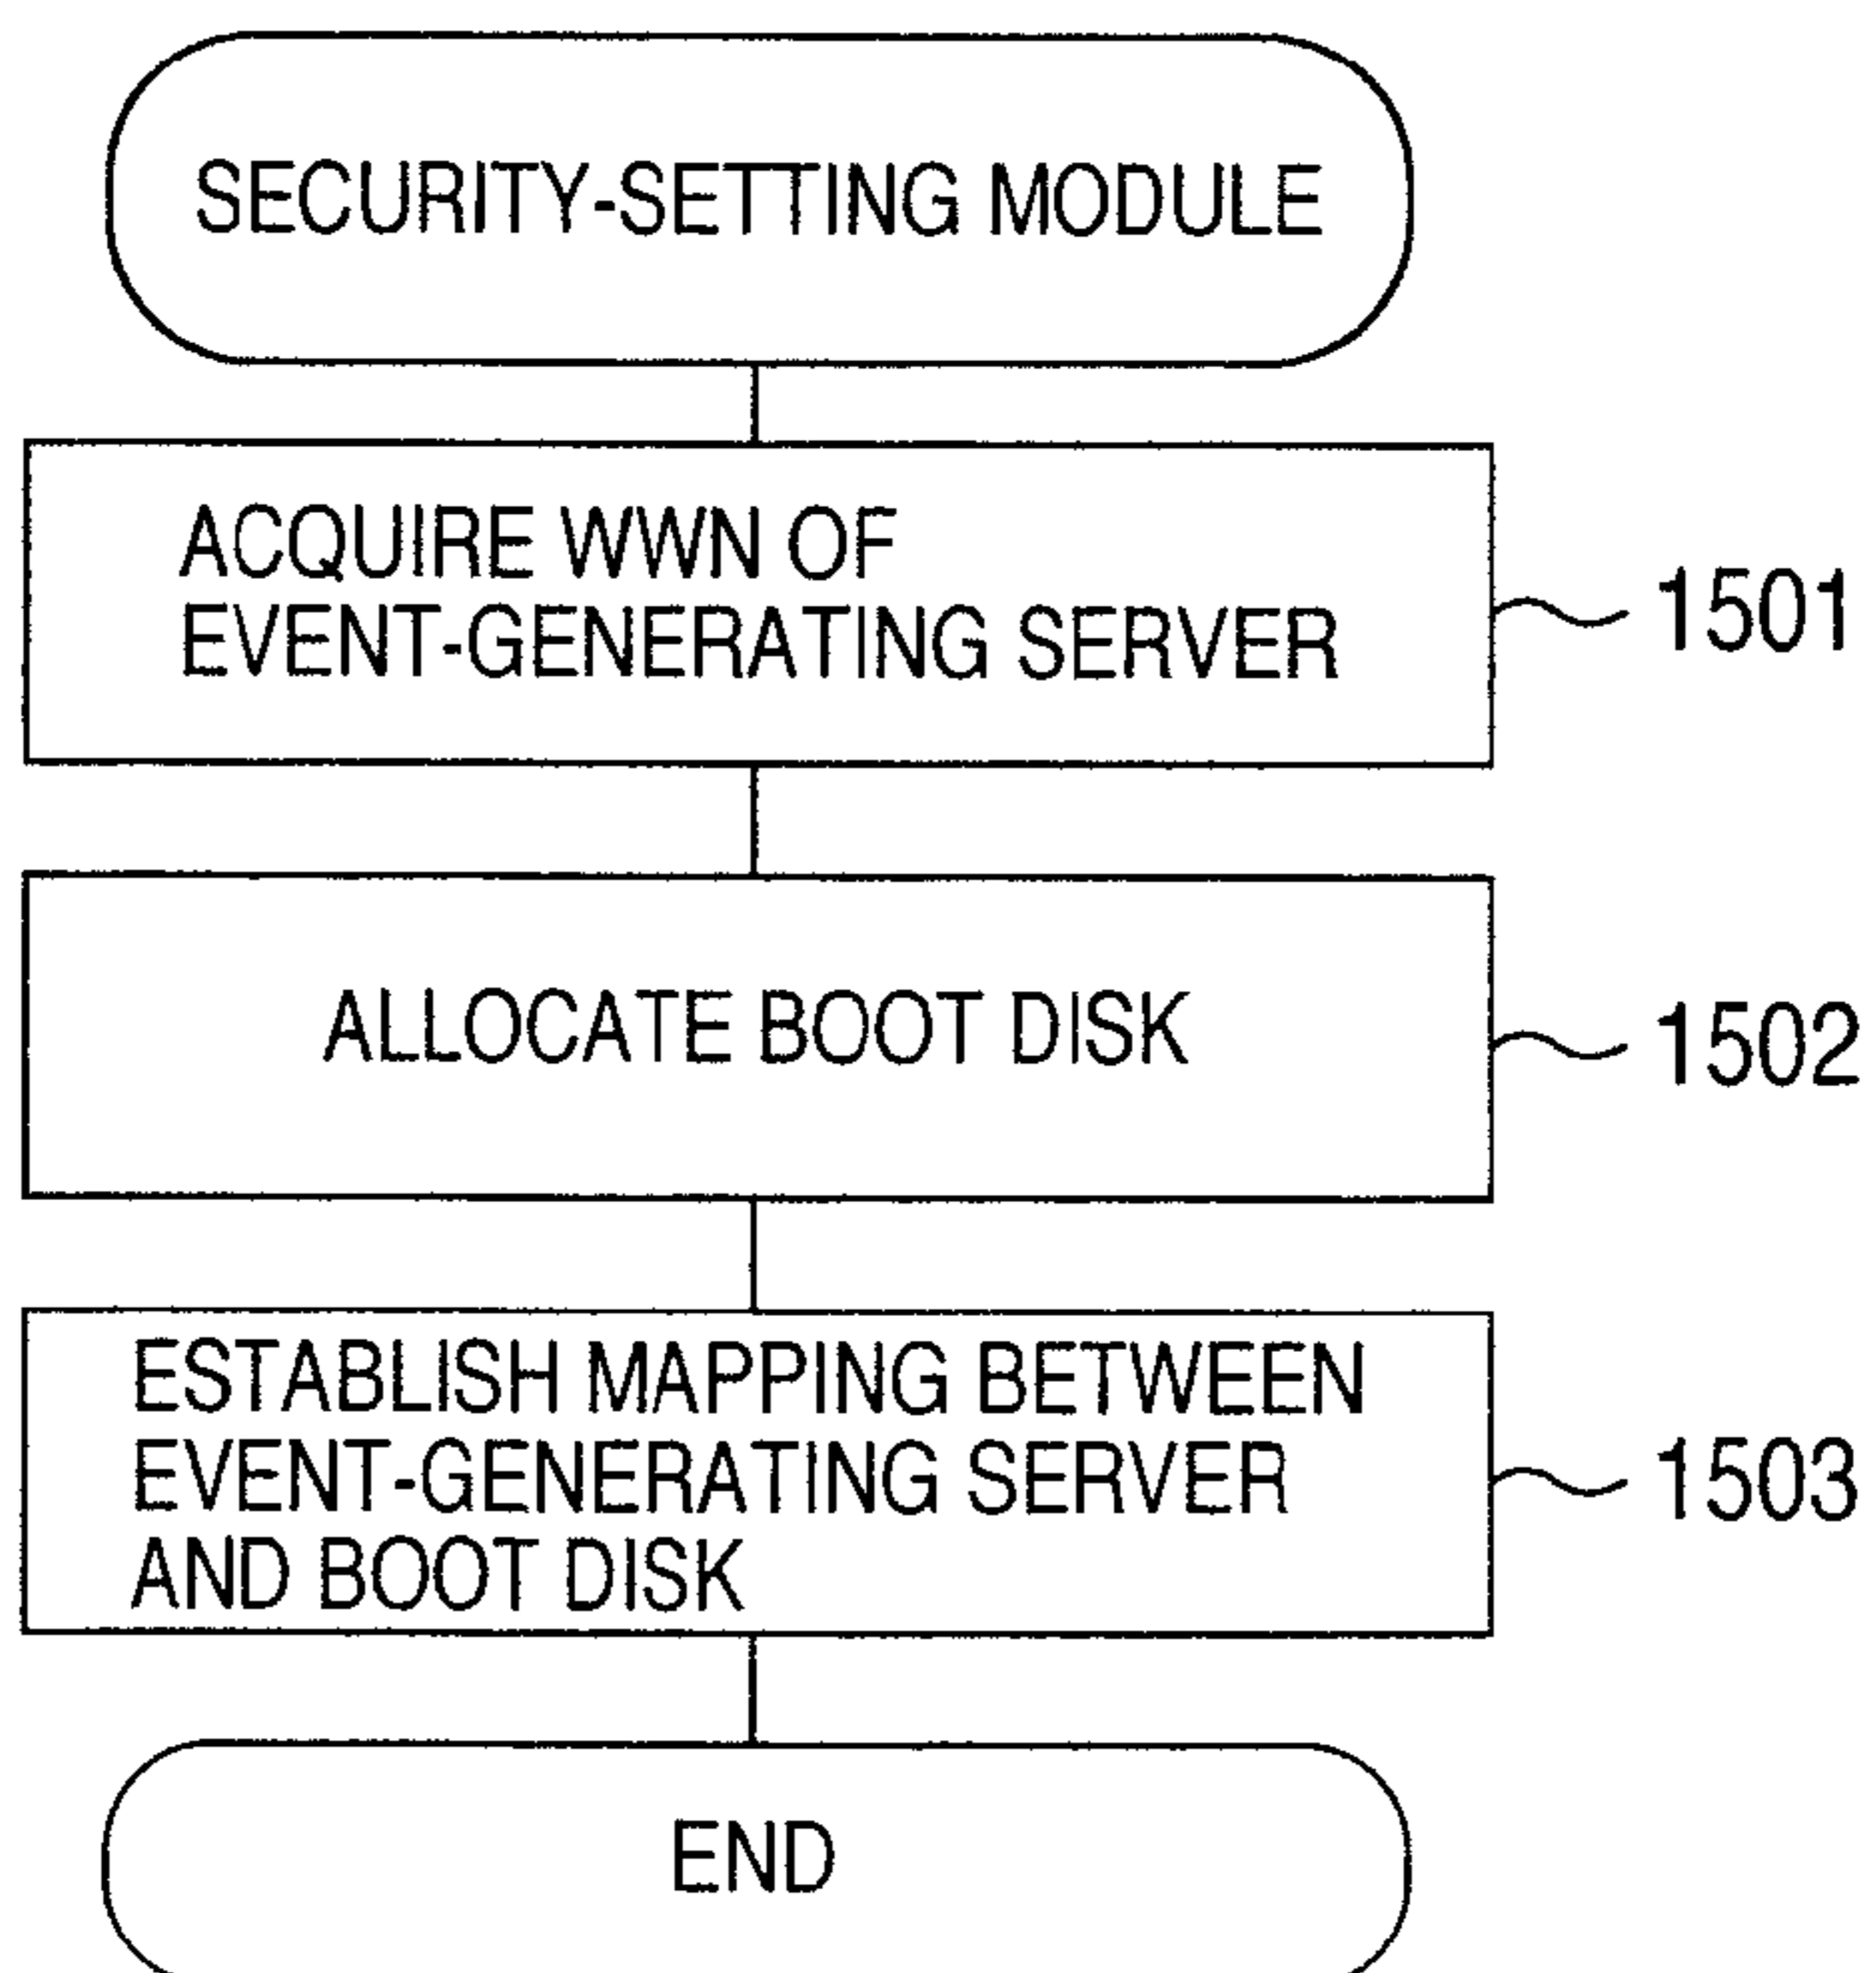 SECURITY-SETTING MODULE
ACQUIRE WWN OF
EVENT-GENERATING SERVER
1501
ALLOCATE BOOT DISK
1502
ESTABLISH MAPPING BETWEEN
EVENT-GENERATING SERVER
AND BOOT DISK
1503
END